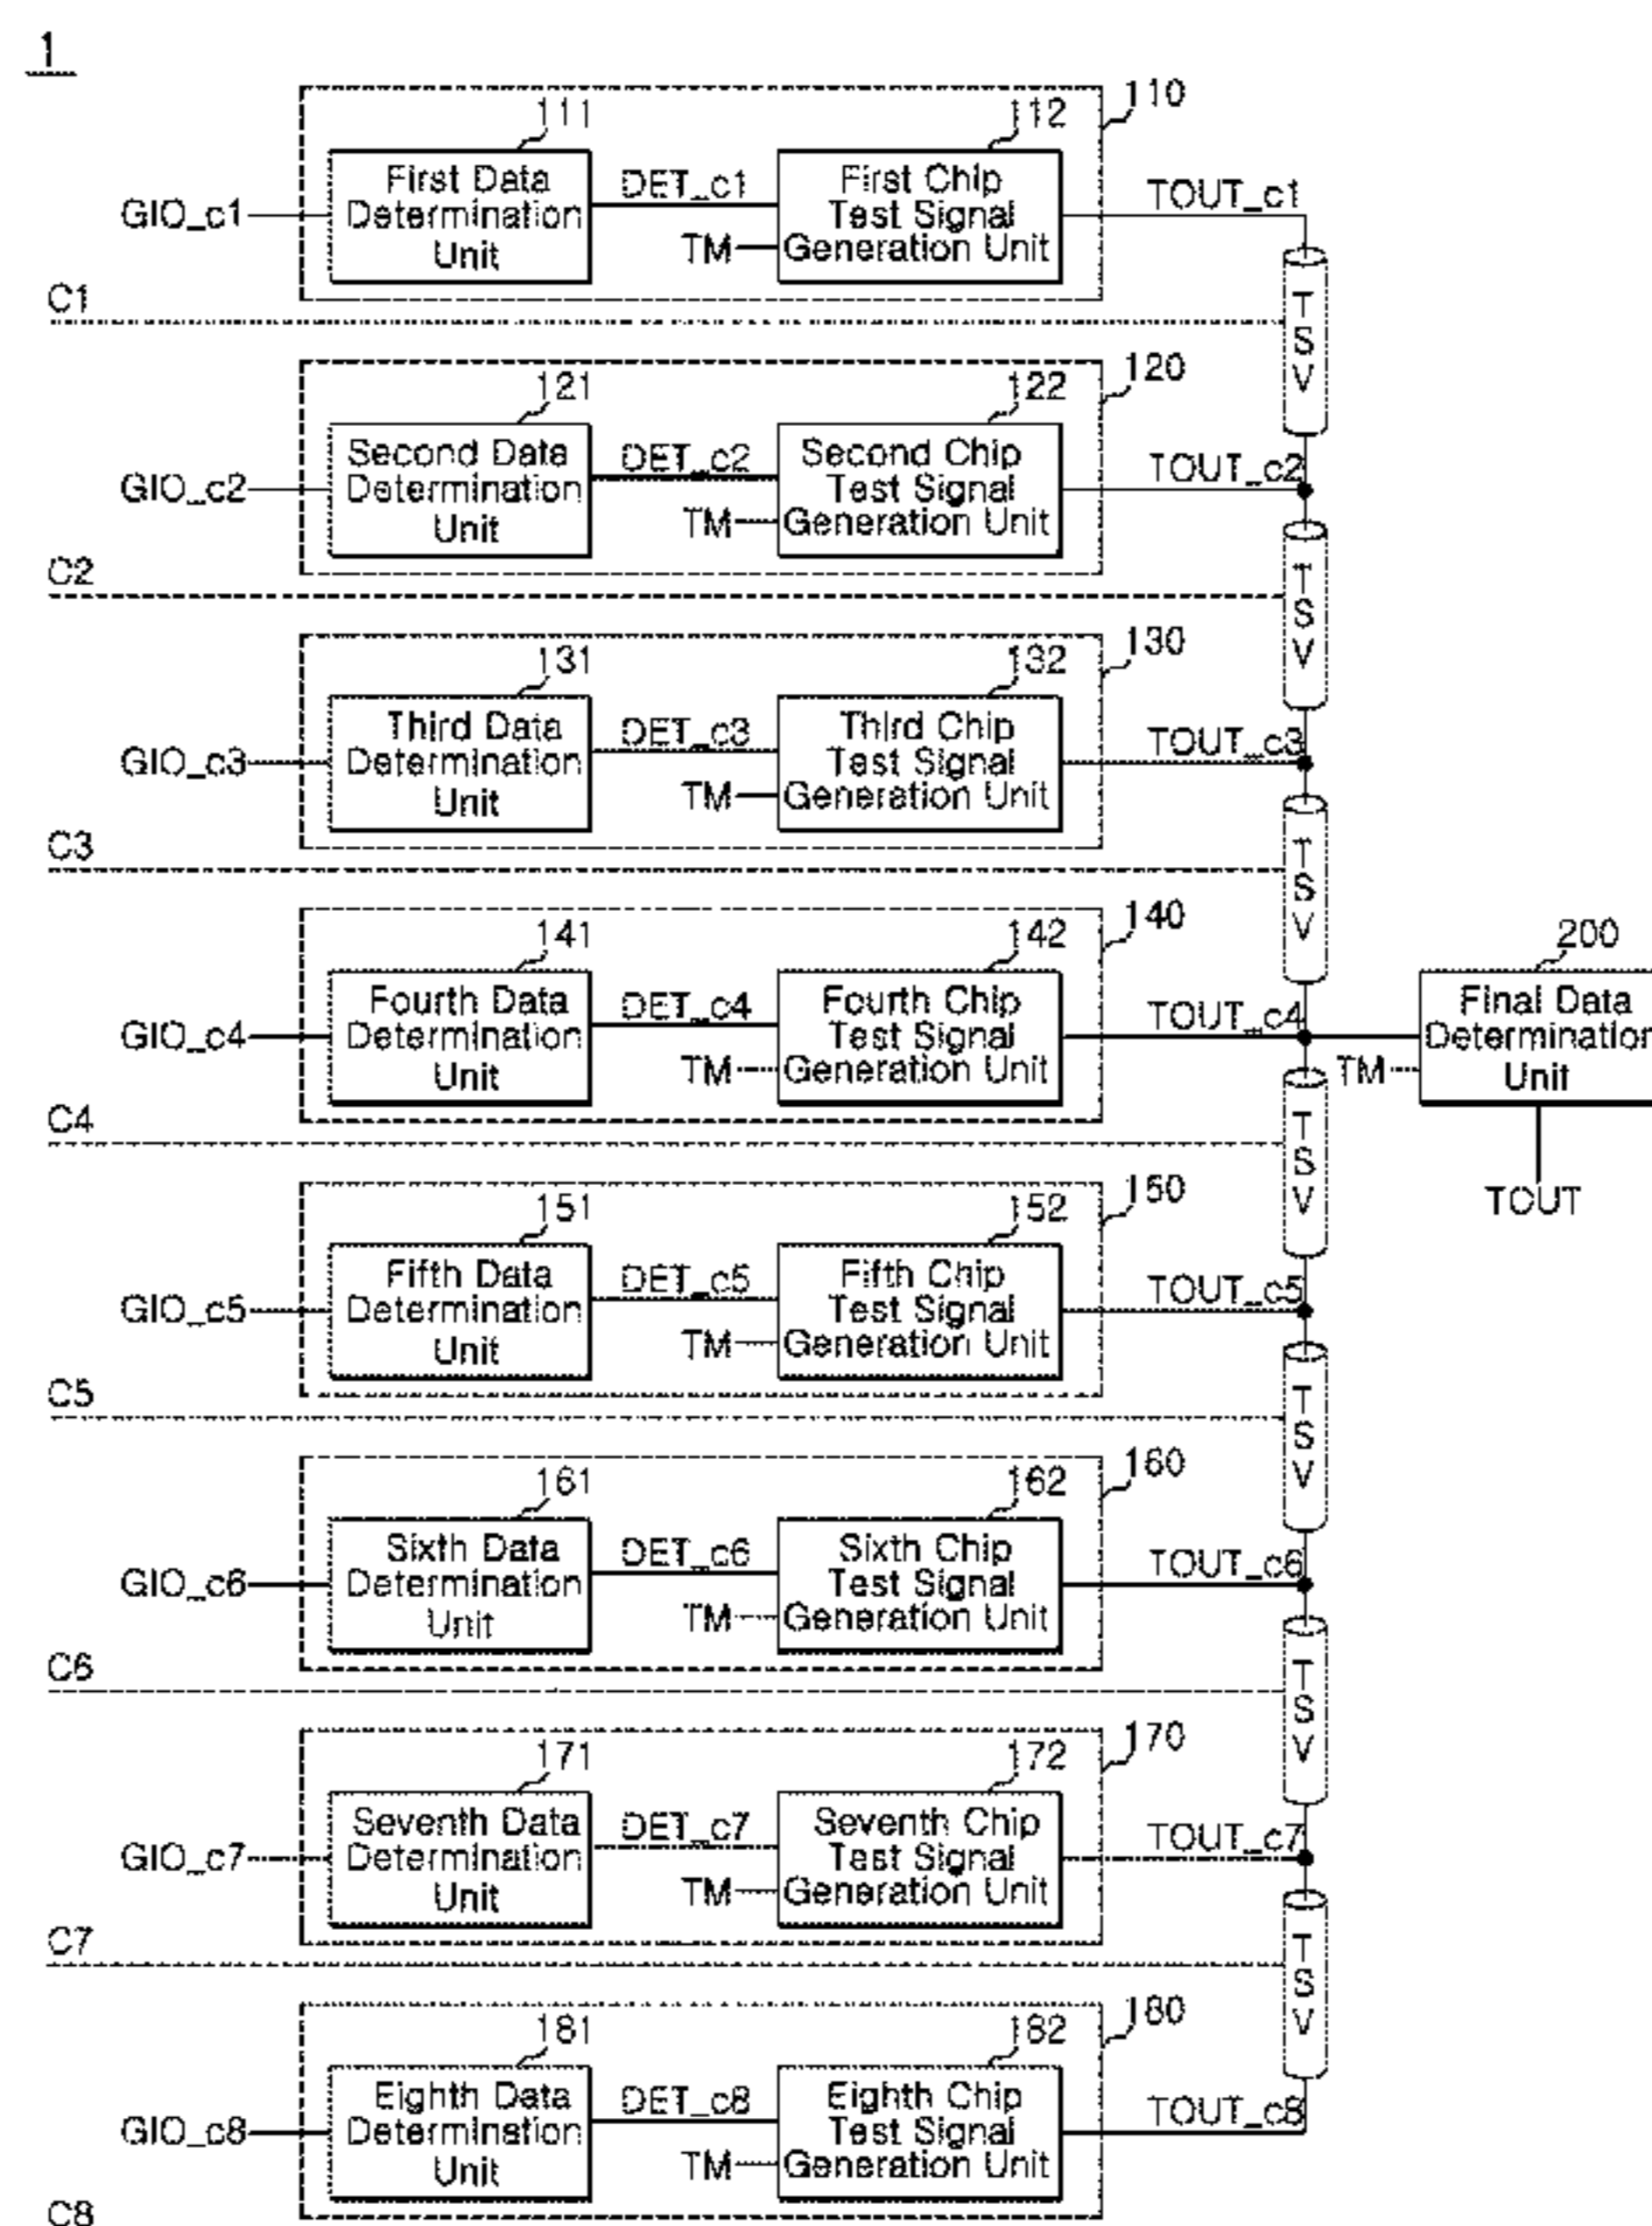 1
110
111
112
First Data
Determination
Unit
DET_c1
First Chip
Test Signal
Generation Unit
GIO_c1
TM
TOUT_c1
C1
TSV
120
121
122
Second Data
Determination
Unit
DET_c2
Second Chip
Test Signal
Generation Unit
GIO_c2
TM
TOUT_c2
C2
TSV
130
131
132
Third Data
Determination
Unit
DET_c3
Third Chip
Test Signal
Generation Unit
GIO_c3
TM
TOUT_c3
C3
TSV
140
141
142
Fourth Data
Determination
Unit
DET_c4
Fourth Chip
Test Signal
Generation Unit
GIO_c4
TM
TOUT_c4
200
Final Data
Determination
Unit
TM
TOUT
C4
TSV
150
151
152
Fifth Data
Determination
Unit
DET_c5
Fifth Chip
Test Signal
Generation Unit
GIO_c5
TM
TOUT_c5
C5
TSV
160
161
162
Sixth Data
Determination
Unit
DET_c6
Sixth Chip
Test Signal
Generation Unit
GIO_c6
TM
TOUT_c6
C6
TSV
170
171
172
Seventh Data
Determination
Unit
DET_c7
Seventh Chip
Test Signal
Generation Unit
GIO_c7
TM
TOUT_c7
C7
TSV
180
181
182
Eighth Data
Determination
Unit
DET_c8
Eighth Chip
Test Signal
Generation Unit
GIO_c8
TM
TOUT_c8
C8